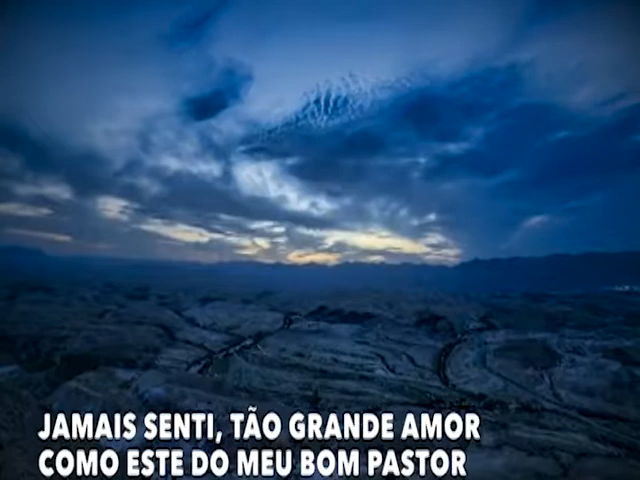 JAMAIS SENTI, TÃO GRANDE AMOR
COMO ESTE DO MEU BOM PASTOR